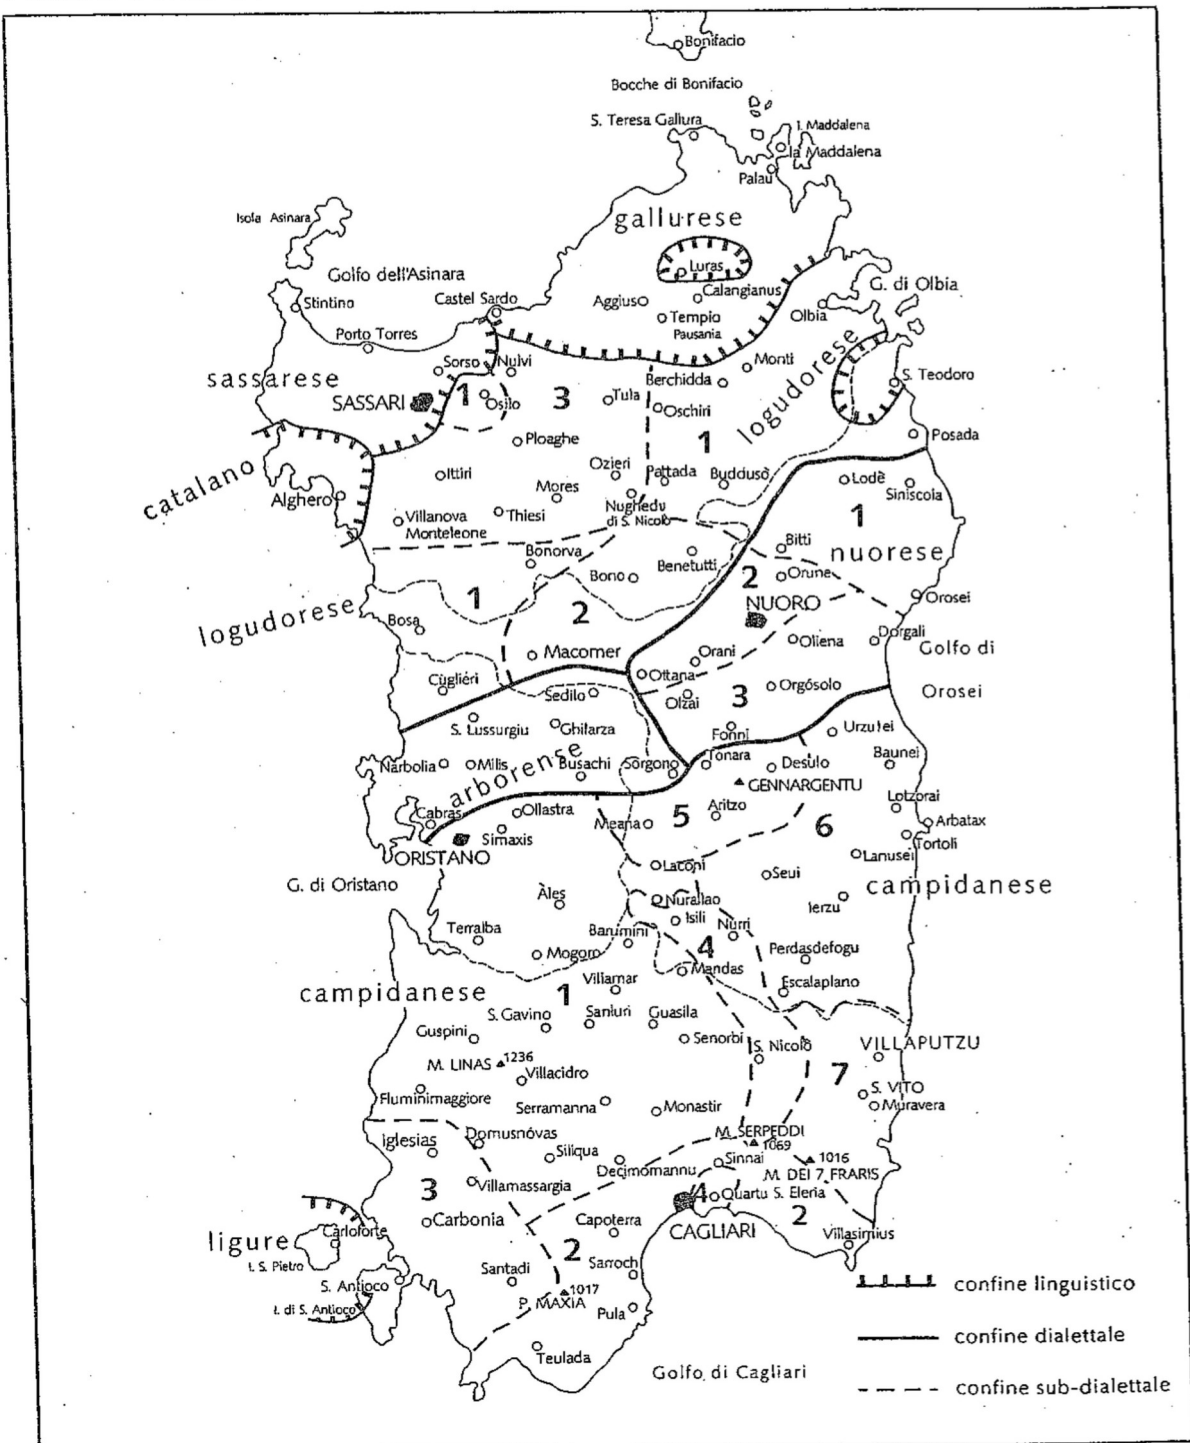 Bonifacio
Bocche di Bonifacio
S. Teresa Gallura
I. Maddalena
la Maddalena
Palau
Isola Asinara
gallurese
Luras
Golfo dell'Asinara
G. di Olbia
Stintino
Castel Sardo
Aggius
Calangianus
Tempio
Pausania
Olbia
Porto Torres
Sorso
Nulvi
Monti
sassarese
Berchidda
logudorese
S. Teodoro
SASSARI
1
Osilo
3
Tula
Oschiri
1
Ploaghe
Posada
catalano
Ittiri
Ozieri
Pattada
Buddusò
Lodè
Siniscola
Alghero
Mores
Nughedu
di S. Nicolò
Villanova
Monteleone
Thiesi
1
Bonorva
Bitti
nuorese
Benetutti
Bono
2
Orune
logudorese
1
2
NUORO
Orosei
Bosa
Oliena
Dorgali
Golfo di
Macomer
Orani
Cùgliéri
Ottana
Orgósolo
Orosei
Sedilo
Olzai
3
S. Lussurgiu
Ghilarza
Fonni
Urzulei
Narbolia
Milis
arborense
Busachi
Sorgono
Tonara
Desulo
Baunei
GENNARGENTU
Lotzorai
Cabras
Ollastra
Aritzo
Simaxis
Meana
5
6
Arbatax
Tortoli
ORISTANO
Lanusei
Laconi
Seui
G. di Oristano
campidanese
Àles
Nurallao
Ierzu
Isili
Terralba
Barumini
Nurri
Mogoro
4
Perdasdefogu
Mandas
Villamar
Escalaplano
campidanese
1
S. Gavino
Sanluri
Guasila
Guspini
Senorbi
S. Nicolò
VILLAPUTZU
M. LINAS
1236
Villacidro
7
Fluminimaggiore
S. VITO
Serramanna
Monastir
Muravera
Iglesias
Domusnóvas
M. SERPEDDI
1069
Siliqua
Decimomannu
Sinnai
1016
M. DEI 7 FRARIS
3
Villamassargia
4
Quartu S. Eleria
Carbonia
Capoterra
CAGLIARI
2
Villasimius
ligure
Carloforte
I. S. Pietro
2
Sarroch
S. Antioco
Santadi
1017
I. di S. Antioco
P. MAXIA
Pula
Teulada
Golfo di Cagliari
confine linguistico
confine dialettale
confine sub-dialettale